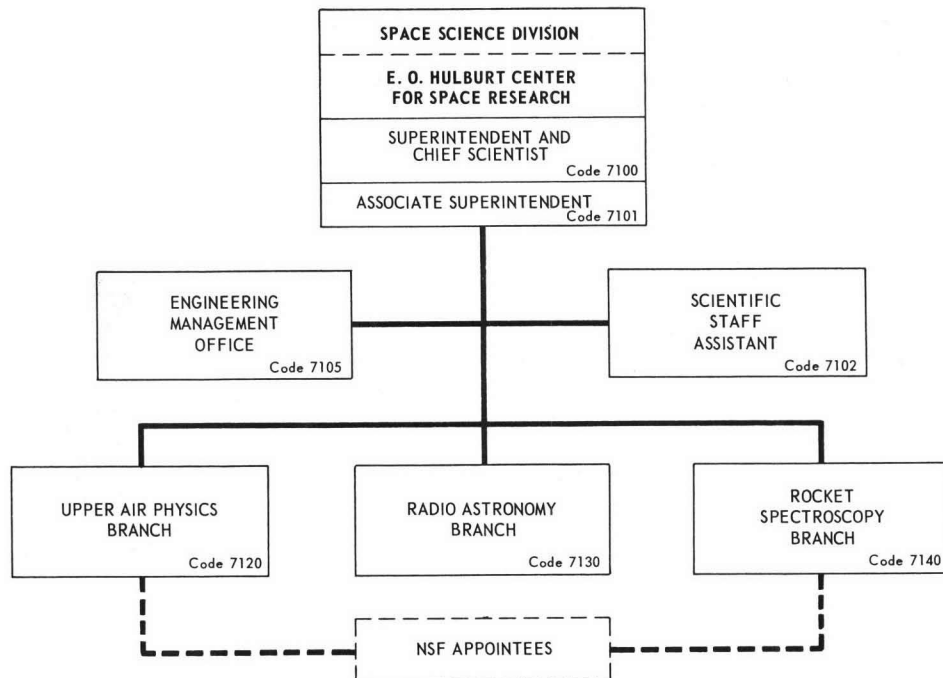 SPACE SCIENCE DIVISION
E. O. HULBURT CENTER
FOR SPACE RESEARCH
SUPERINTENDENT AND
CHIEF SCIENTIST
Code 7100
ASSOCIATE SUPERINTENDENT
Code 7101
ENGINEERING
MANAGEMENT
OFFICE
Code 7105
SCIENTIFIC
STAFF
ASSISTANT
Code 7102
UPPER AIR PHYSICS
BRANCH
Code 7120
RADIO ASTRONOMY
BRANCH
Code 7130
ROCKET
SPECTROSCOPY
BRANCH
Code 7140
NSF APPOINTEES